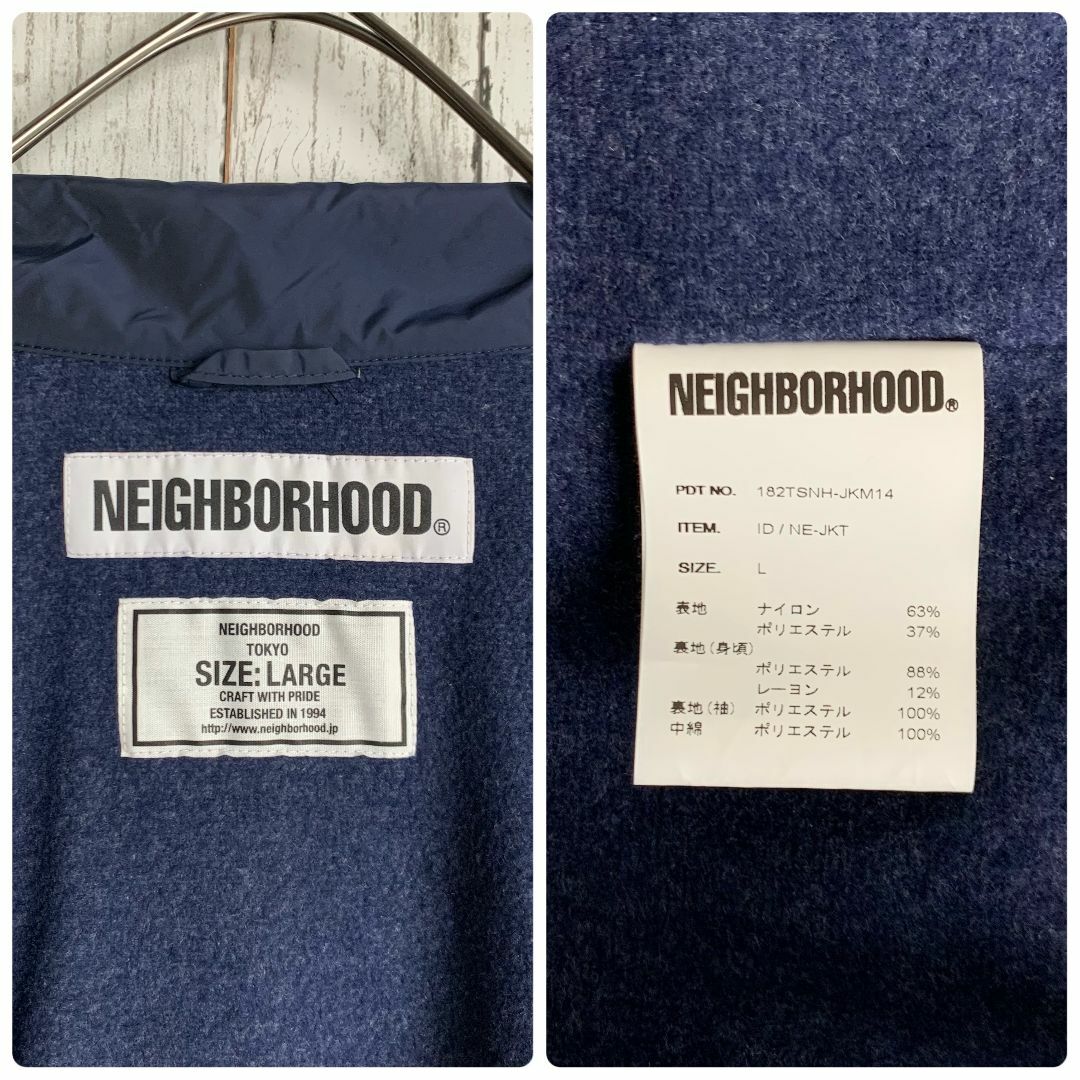 NEIGHBORHOOD®
NEIGHBORHOOD
TOKYO
SIZE: LARGE
CRAFT WITH PRIDE
ESTABLISHED IN 1994
http://www.neighborhood.jp
NEIGHBORHOOD®
PDT NO. 182TSNH-JKM14
ITEM. ID / NE-JKT
SIZE. L
表地 ナイロン 63%
ポリエステル 37%
裏地(身頃)
ポリエステル 88%
レーヨン 12%
裏地(袖) ポリエステル 100%
中綿 ポリエステル 100%